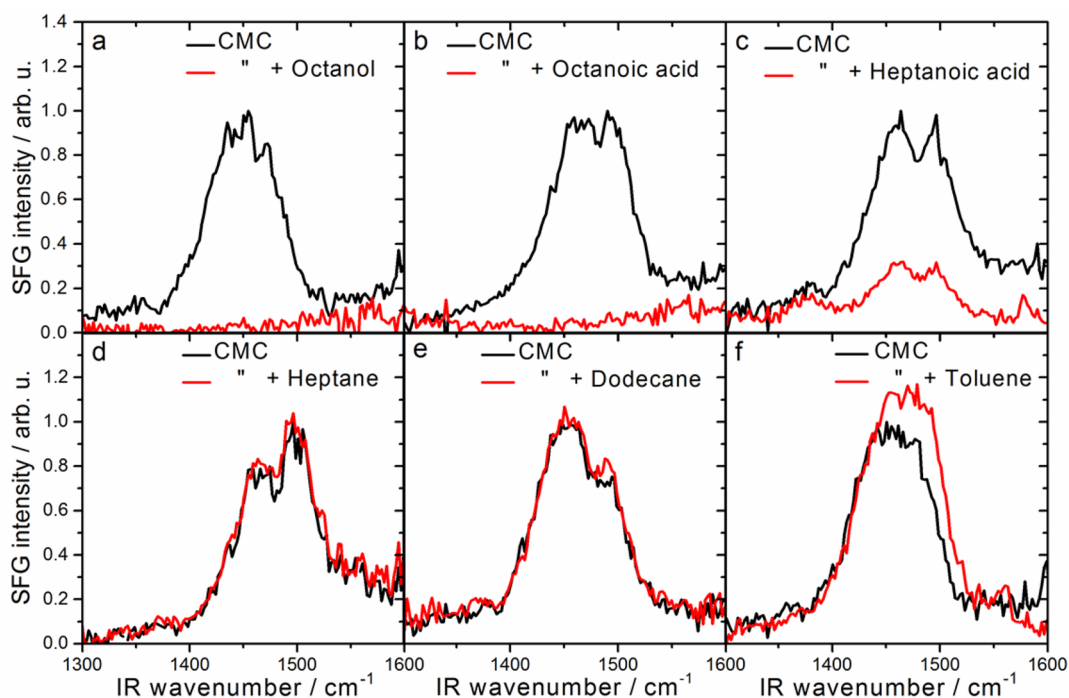 a
CMC
" + Octanol
b
CMC
" + Octanoic acid
c
CMC
" + Heptanoic acid
SFG intensity / arb. u.
1.4
1.2
1.0
0.8
0.6
0.4
0.2
0.0
d
CMC
" + Heptane
e
CMC
" + Dodecane
f
CMC
" + Toluene
SFG intensity / arb. u.
1.2
1.0
0.8
0.6
0.4
0.2
0.0
1300 1400 1500 1600 1400 1500 1600 1400 1500 1600
IR wavenumber / cm-1 IR wavenumber / cm-1 IR wavenumber / cm-1